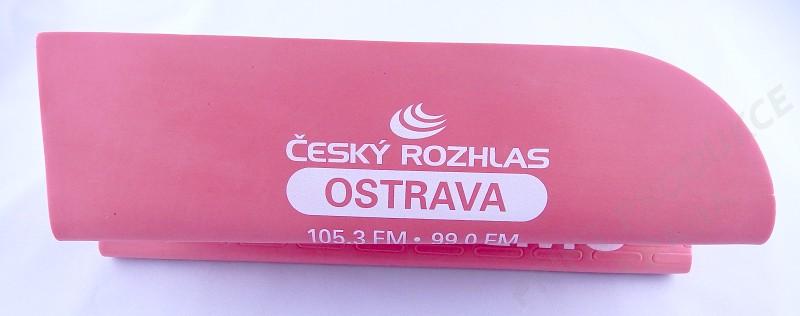 ČESKÝ ROZHLAS
OSTRAVA
105.3 FM • 99.0 FM